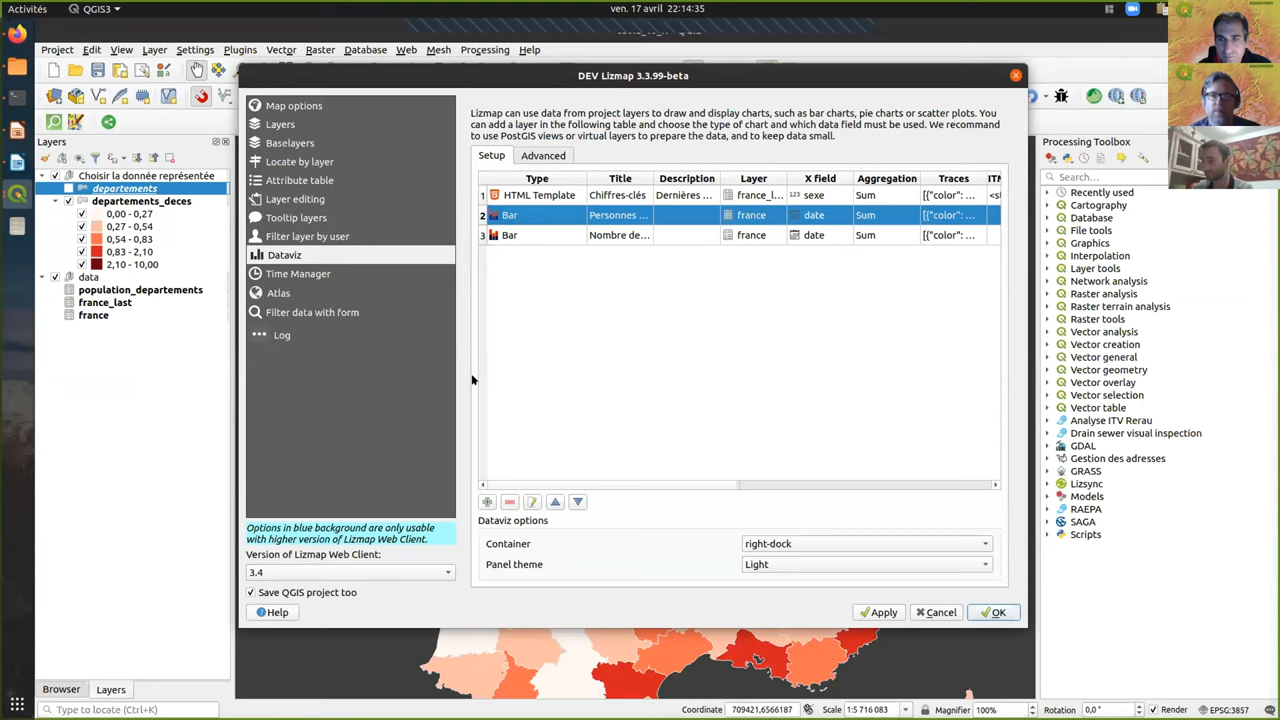 Activités
QGIS3
ven. 17 avril 22:14:35
Project Edit View Layer Settings Plugins Vector Raster Database Web Mesh Processing Help
DEV Lizmap 3.3.99-beta
Layers
Choisir la donnée représentée
departements
departements_deces
0,00 - 0,27
0,27 - 0,54
0,54 - 0,83
0,83 - 2,10
2,10 - 10,00
data
population_departements
france_last
france
Map options
Layers
Baselayers
Locate by layer
Attribute table
Layer editing
Tooltip layers
Filter layer by user
Dataviz
Time Manager
Atlas
Filter data with form
Log
Options in blue background are only usable
with higher version of Lizmap Web Client.
Version of Lizmap Web Client:
3.4
Save QGIS project too
Help
Lizmap can use data from project layers to draw and display charts, such as bar charts, pie charts or scatter plots. You
can add a layer in the following table and choose the type of chart and which data field must be used. We recommand
to use PostGIS views or virtual layers to prepare the data, and to keep data small.
Setup Advanced
Type Title Description Layer X field Aggregation Traces HTM
1 HTML Template Chiffres-clés Dernières ... france_l... 123 sexe Sum [{"color": ... <st
2 Bar Personnes ... france date Sum [{"color": ...
3 Bar Nombre de... france date Sum [{"color": ...
Dataviz options
Container right-dock
Panel theme Light
Apply Cancel OK
Processing Toolbox
Search...
Recently used
Cartography
Database
File tools
Graphics
Interpolation
Layer tools
Network analysis
Raster analysis
Raster terrain analysis
Raster tools
Vector analysis
Vector creation
Vector general
Vector geometry
Vector overlay
Vector selection
Vector table
Analyse ITV Rerau
Drain sewer visual inspection
GDAL
Gestion des adresses
GRASS
Lizsync
Models
RAEPA
SAGA
Scripts
Browser Layers
Type to locate (Ctrl+K)
Coordinate 709421,6566187 Scale 1:5 716 083 Magnifier 100% Rotation 0,0 ° Render EPSG:3857